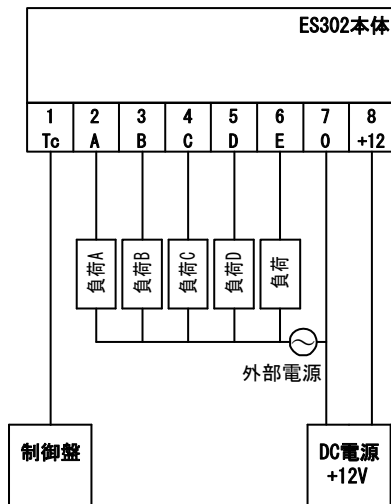 ES302本体
1 2 3 4 5 6 7 8
Tc A B C D E 0 +12
負荷A 負荷B 負荷C 負荷D 負荷
外部電源
制御盤
DC電源
+12V